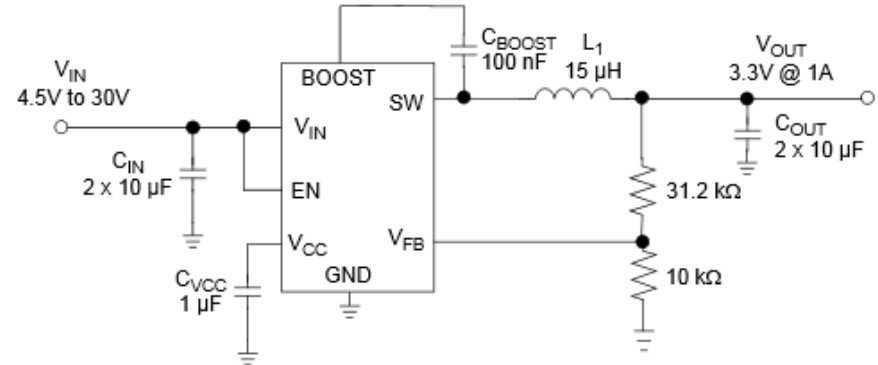 V_IN
4.5V to 30V
C_IN
2 x 10 µF
BOOST
V_IN
EN
V_CC
GND
SW
V_FB
C_VCC
1 µF
C_BOOST
100 nF
L_1
15 µH
V_OUT
3.3V @ 1A
C_OUT
2 x 10 µF
31.2 kΩ
10 kΩ